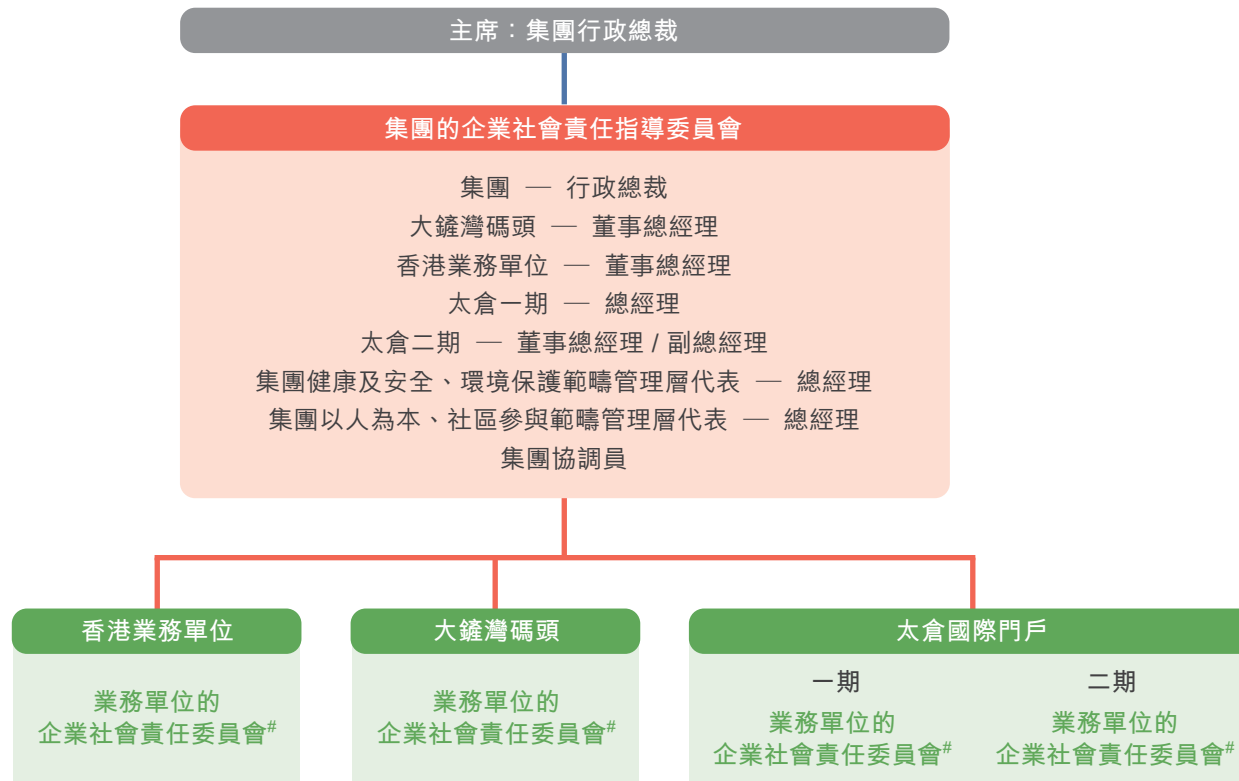 主席：集團行政總裁
集團的企業社會責任指導委員會
集團 — 行政總裁
大鏟灣碼頭 — 董事總經理
香港業務單位 — 董事總經理
太倉一期 — 總經理
太倉二期 — 董事總經理 / 副總經理
集團健康及安全、環境保護範疇管理層代表 — 總經理
集團以人為本、社區參與範疇管理層代表 — 總經理
集團協調員
香港業務單位
業務單位的
企業社會責任委員會#
大鏟灣碼頭
業務單位的
企業社會責任委員會#
太倉國際門戶
一期
業務單位的
企業社會責任委員會#
二期
業務單位的
企業社會責任委員會#